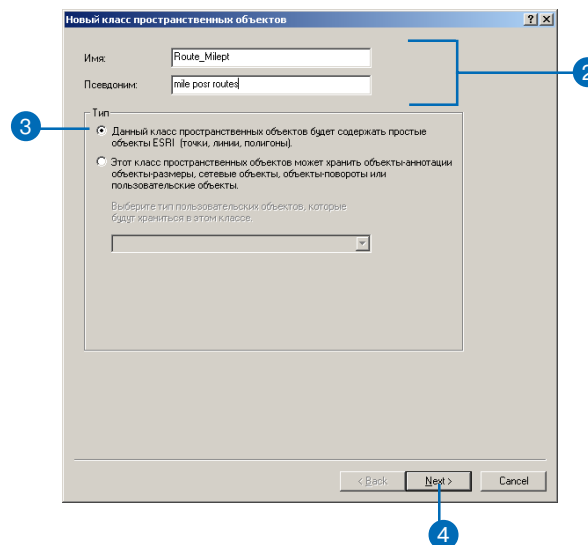 Новый класс пространственных объектов
Имя: Route_Milept
2
Псевдоним: mile posr routes
Тип
3
Данный класс пространственных объектов будет содержать простые
объекты ESRI (точки, линии, полигоны).
Этот класс пространственных объектов может хранить объекты-аннотации
объекты-размеры, сетевые объекты, объекты-повороты или
пользовательские объекты.
Выберите тип пользовательских объектов, которые
будут храниться в этом классе.
< Back Next > Cancel
4